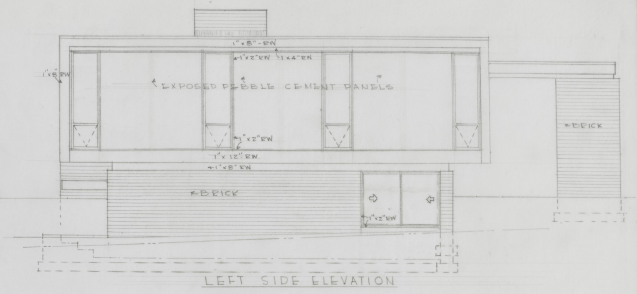 1"x8" RW
1"x2" RW 1"x4" RW
1"x8" RW
EXPOSED PEBBLE CEMENT PANELS
BRICK
1"x2" RW
1"x12" RW
1"x8" RW
BRICK
1"x2" RW
LEFT SIDE ELEVATION